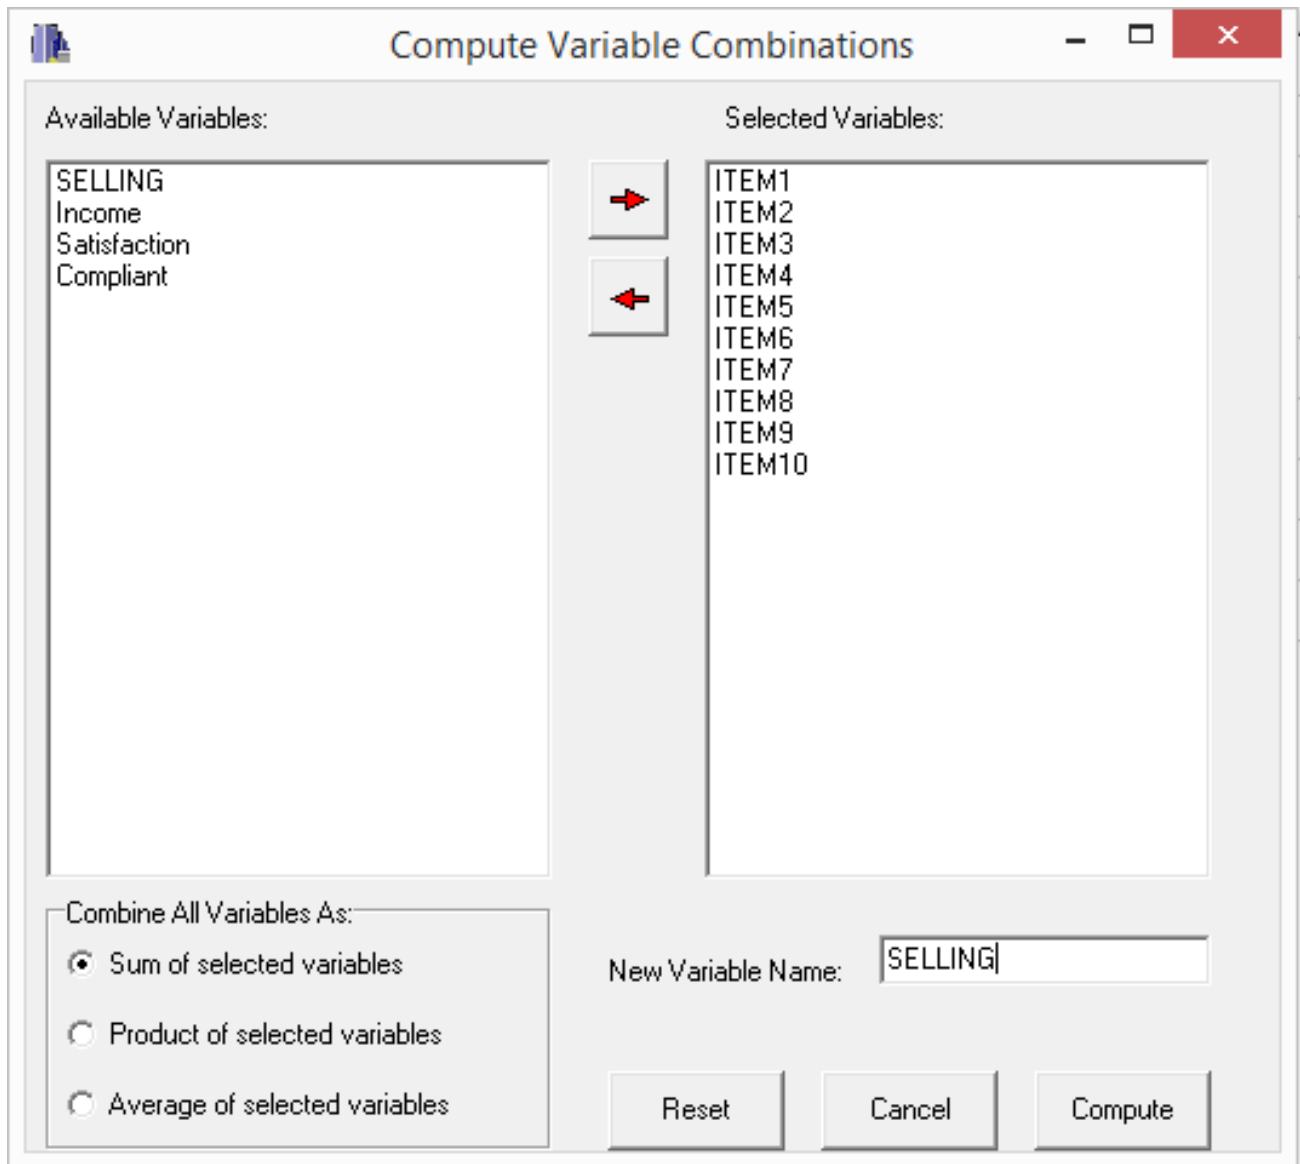 Compute Variable Combinations
Available Variables:
SELLING
Income
Satisfaction
Compliant
Selected Variables:
ITEM1
ITEM2
ITEM3
ITEM4
ITEM5
ITEM6
ITEM7
ITEM8
ITEM9
ITEM10
Combine All Variables As:
Sum of selected variables
Product of selected variables
Average of selected variables
New Variable Name:
SELLING
Reset
Cancel
Compute